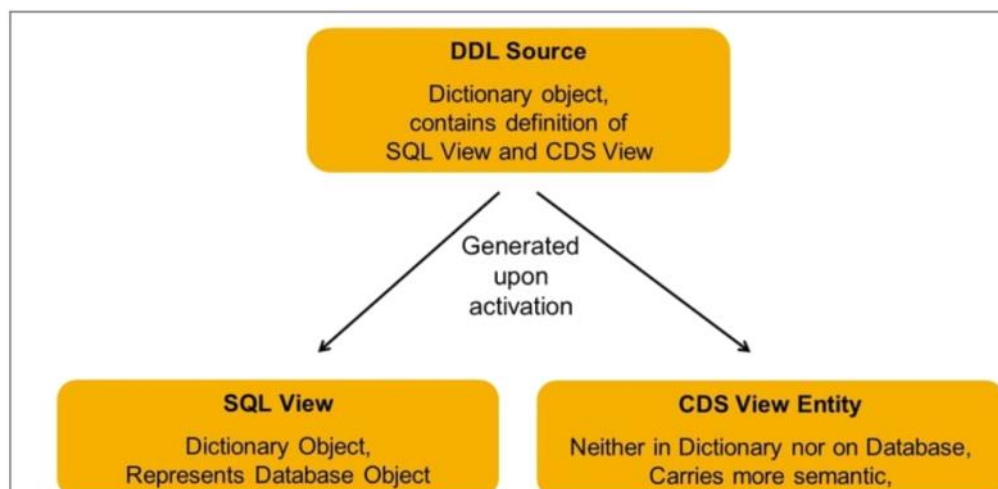 DDL Source
Dictionary object,
contains definition of
SQL View and CDS View
Generated
upon
activation
SQL View
Dictionary Object,
Represents Database Object
CDS View Entity
Neither in Dictionary nor on Database,
Carries more semantic,